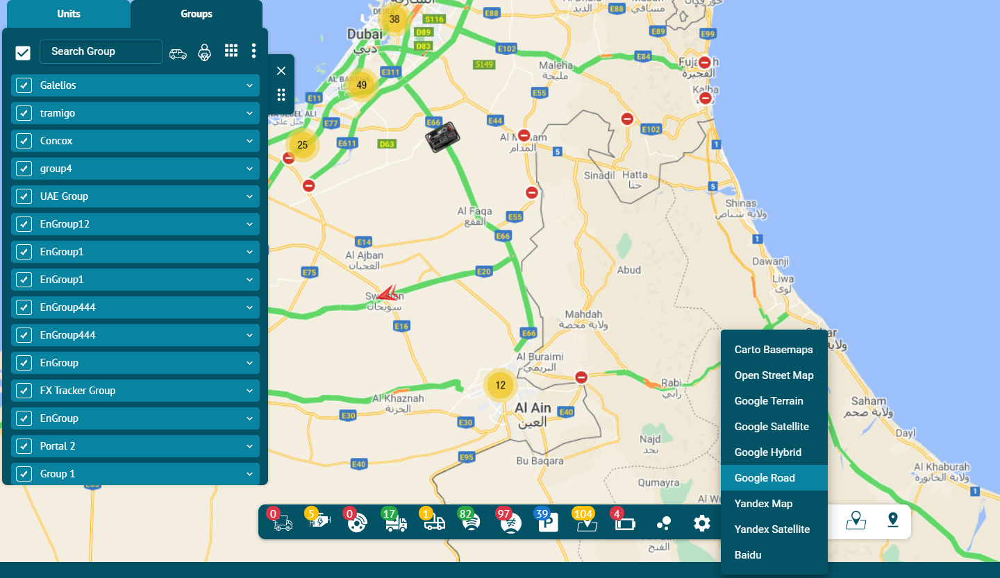 Units
Groups
Search Group
Galelios
tramigo
Concox
group4
UAE Group
EnGroup12
EnGroup1
EnGroup1
EnGroup444
EnGroup444
EnGroup
FX Tracker Group
EnGroup
Portal 2
Group 1
38
E88
E88
مسافي
S116
E99
Dubai
دبي
D89
E89
D83
E102
E84
S149
Maleha
مليحة
الفجيرة
E311
49
Kalba
E11
E55
E77
E66
E44
E102
25
E611
D63
المدام
5
1
Sinadil
Hatta
حتا
5
Al Faqa
الفقع
E55
Shinas
ولاية شناص
E66
1
E14
Al Ajban
العجبان
E75
E20
Abud
Dawanji
Liwa
لوى
سويحان
Mahdah
ولاية محضة
E16
E66
Al Buraimi
البريمي
12
Rabi
رابي
Al Khaznah
الخزنة
E30
E30
Al Ain
العين
E40
Saham
ولاية صحم
Najd
نجد
Dayl
E95
E40
Bu Baqara
Al Khaburah
ولاية الخابورة
1
Qumayra
Carto Basemaps
Open Street Map
Google Terrain
Google Satellite
Google Hybrid
Google Road
Yandex Map
Yandex Satellite
Baidu
0
5
0
17
1
82
97
39
P
104
4
الفتح